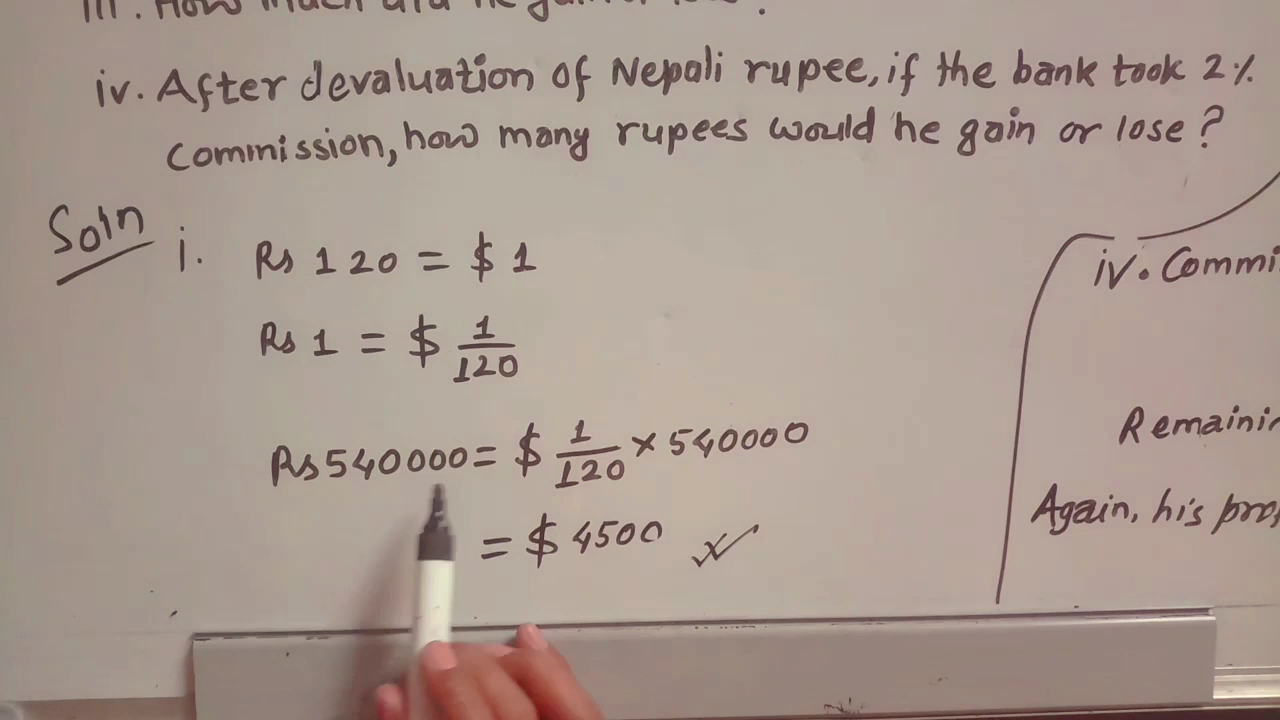 iv. After devaluation of Nepali rupee, if the bank took 2%
commission, how many rupees would he gain or lose?
Soln
i. Rs 120 = $ 1
Rs 1 = $ 1/120
Rs 540000 = $ 1/120 × 540000
= $ 4500
iv. Commi
Remainin
Again, his pro